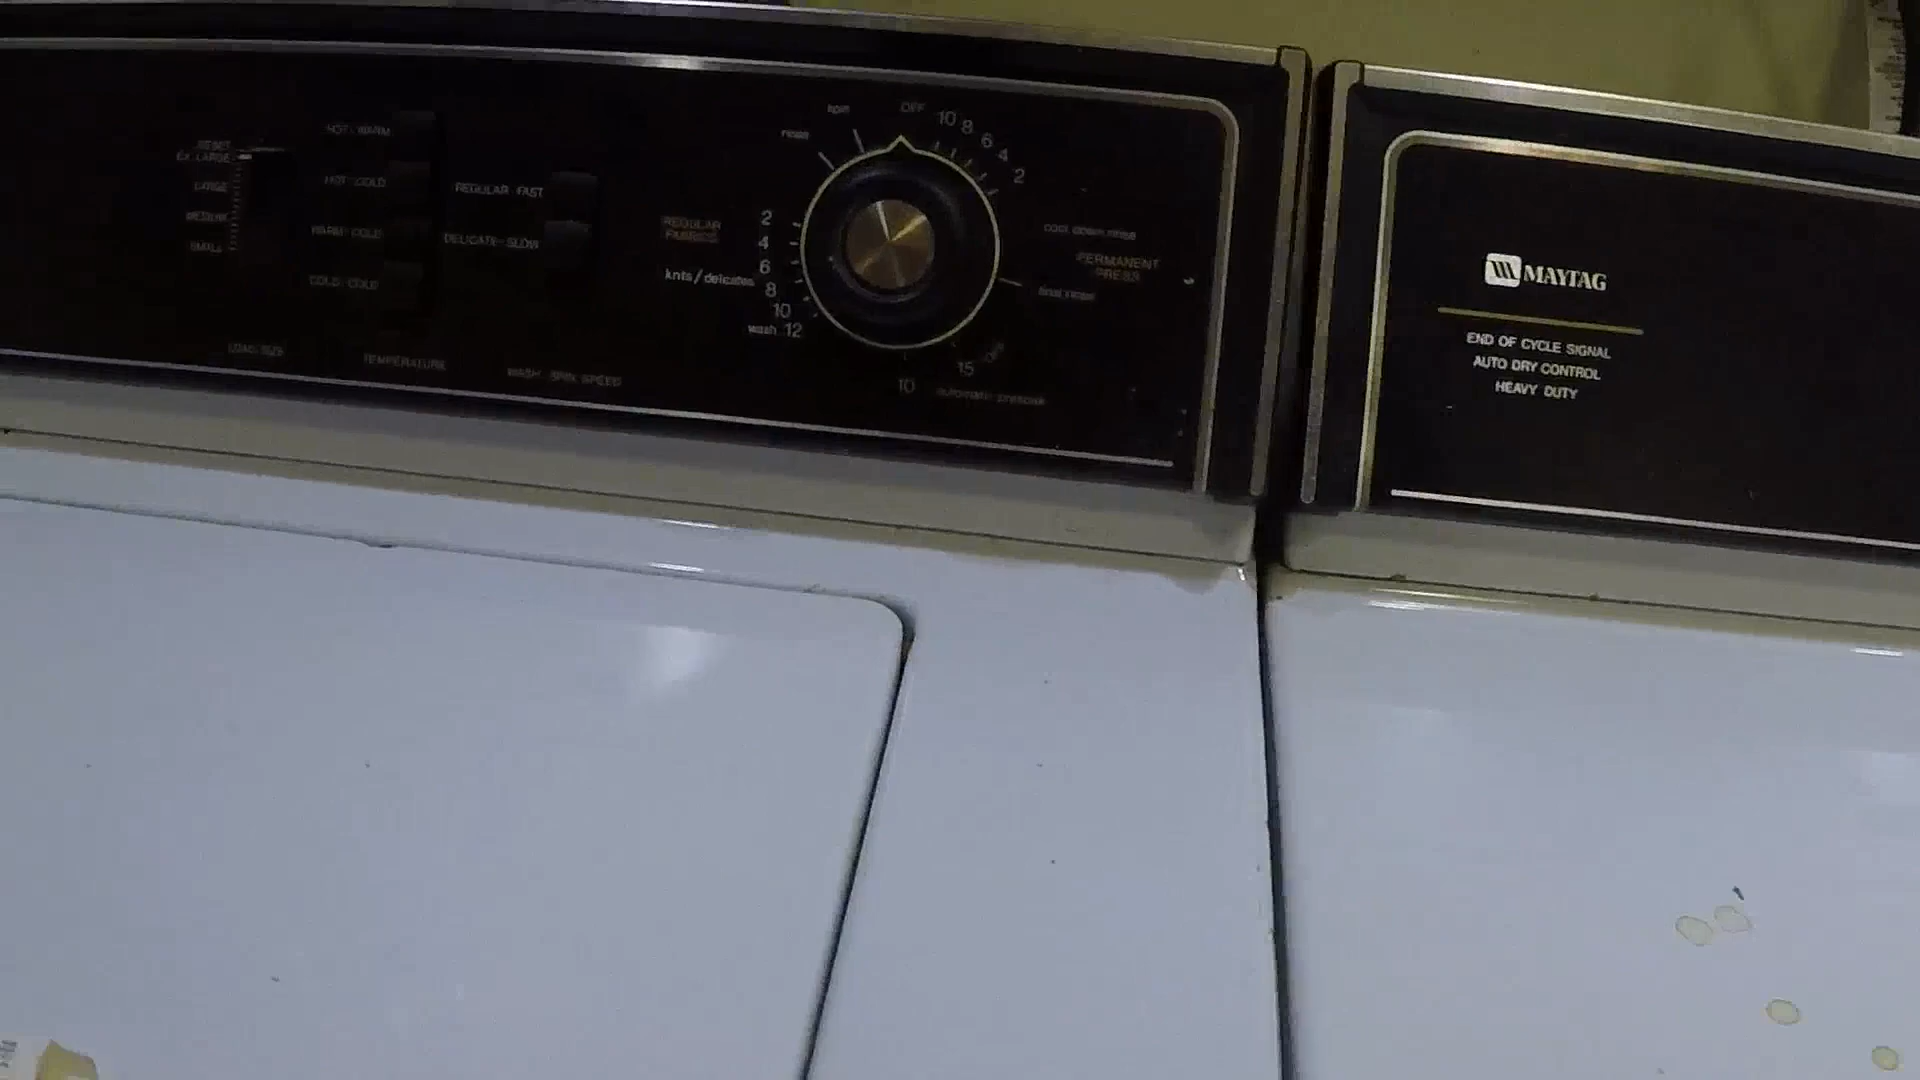 RESET
EX. LARGE
LARGE
MEDIUM
SMALL
LOAD SIZE
HOT - WARM
HOT - COLD
WARM - COLD
COLD - COLD
TEMPERATURE
REGULAR - FAST
DELICATE - SLOW
WASH - SPIN SPEED
REGULAR
FABRICS
knits/delicates
rinse
spin
OFF
10
8
6
4
2
2
4
6
8
10
wash 12
cool down rinse
PERMANENT
PRESS
final rinse
OFF
15
10
automatic presoak
MAYTAG
END OF CYCLE SIGNAL
AUTO DRY CONTROL
HEAVY DUTY